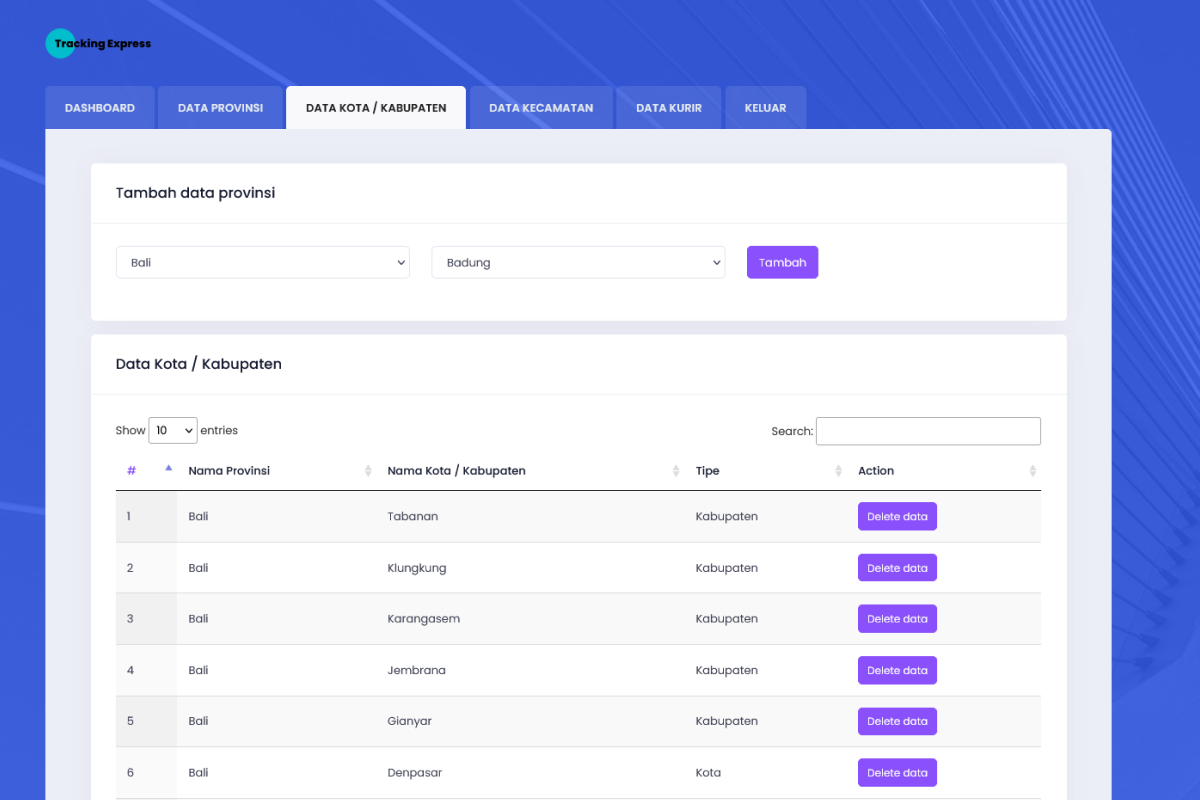 Tracking Express
DASHBOARD DATA PROVINSI DATA KOTA / KABUPATEN DATA KECAMATAN DATA KURIR KELUAR
Tambah data provinsi
Bali Badung Tambah
Data Kota / Kabupaten
Show 10 entries Search:
# Nama Provinsi Nama Kota / Kabupaten Tipe Action
1 Bali Tabanan Kabupaten Delete data
2 Bali Klungkung Kabupaten Delete data
3 Bali Karangasem Kabupaten Delete data
4 Bali Jembrana Kabupaten Delete data
5 Bali Gianyar Kabupaten Delete data
6 Bali Denpasar Kota Delete data